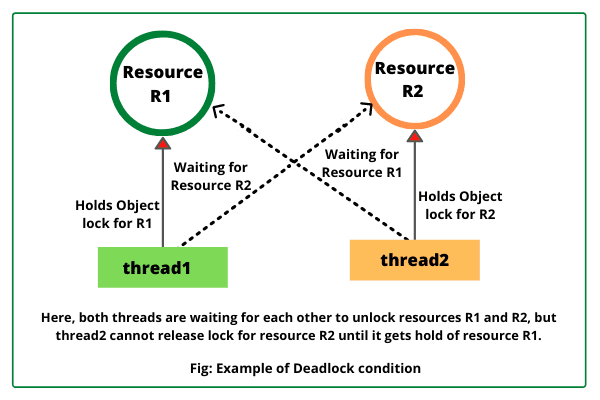 Resource
R1
Resource
R2
Waiting for
Resource R2
Waiting for
Resource R1
Holds Object
lock for R1
Holds Object
lock for R2
thread1
thread2
Here, both threads are waiting for each other to unlock resources R1 and R2, but
thread2 cannot release lock for resource R2 until it gets hold of resource R1.
Fig: Example of Deadlock condition